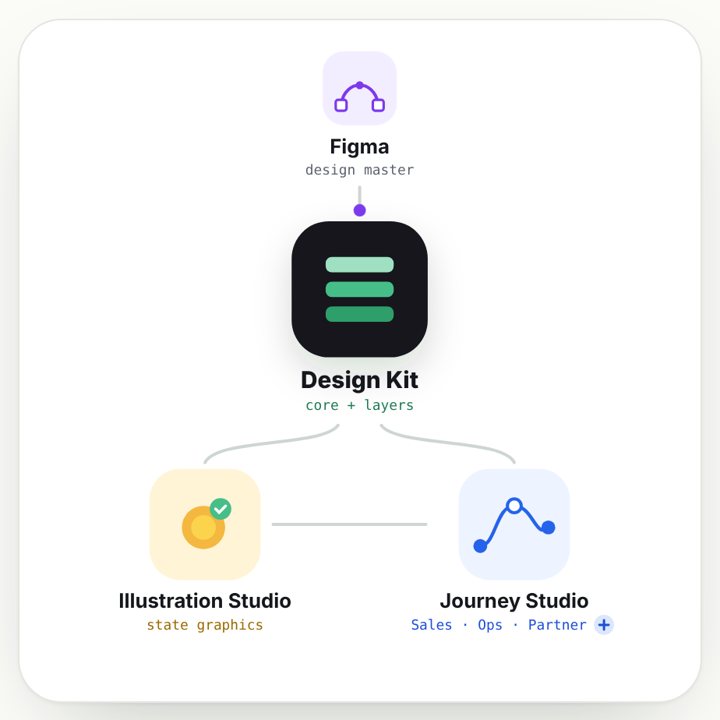 Figma
design master
Design Kit
core + layers
Illustration Studio
state graphics
Journey Studio
Sales · Ops · Partner +